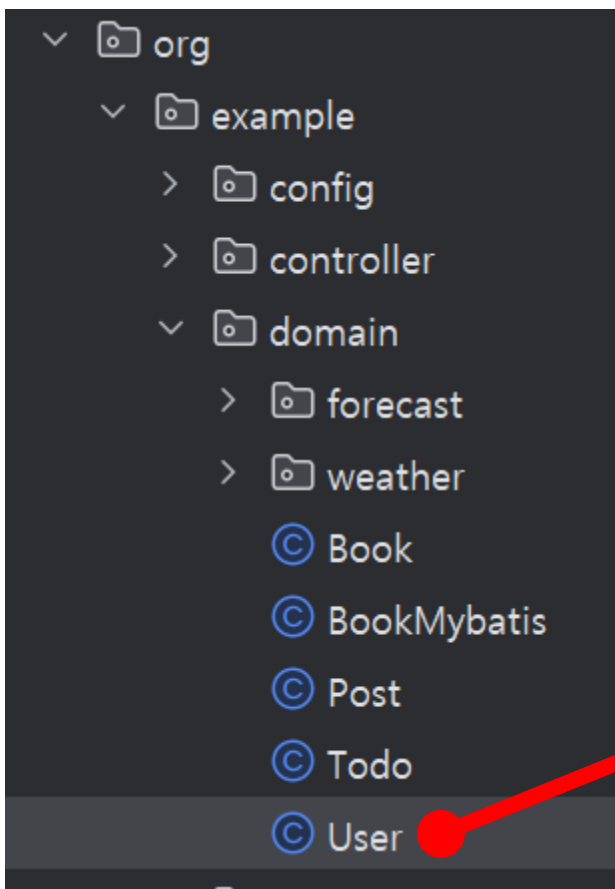 org
example
config
controller
domain
forecast
weather
Book
BookMybatis
Post
Todo
User